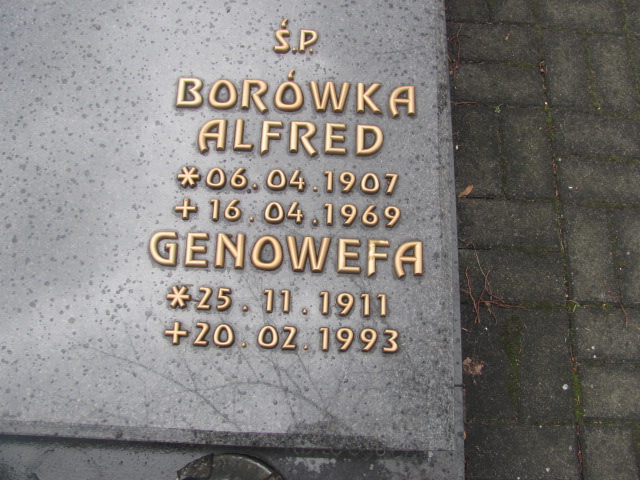 Ś.P.
BORÓWKA
ALFRED
*06.04.1907
+16.04.1969
GENOWEFA
*25.11.1911
+20.02.1993